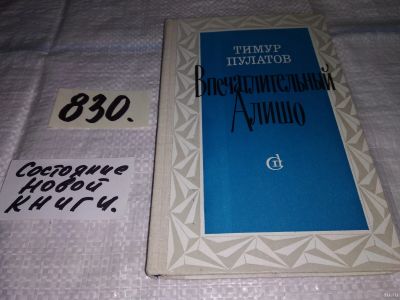 ТИМУР
ПУЛАТОВ
Впечатлительный
Алишо
830.
Состояние
Новой
КНИГИ.